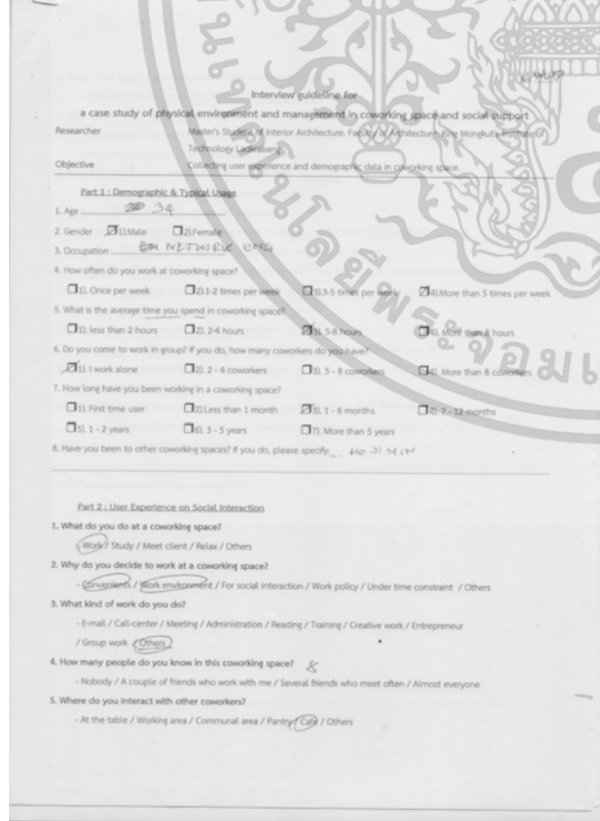 Interview guideline for
a case study of physical environment and management in coworking space and social support
Researcher Master's Student of Interior Architecture, Faculty of Architecture, King Mongkut's Institute of
Technology Ladkrabang
Objective Collecting user experience and demographic data in coworking space
Part 1 : Demographic & Typical Usage
1. Age 34
2. Gender 1).Male 2).Female
3. Occupation NETWORK ENG
4. How often do you work at coworking space?
1). Once per week 2).1-2 times per week 3).3-5 times per week 4).More than 5 times per week
5. What is the average time you spend in coworking space?
1). less than 2 hours 2). 2-4 hours 3). 5-8 hours 4). More than 8 hours
6. Do you come to work in group? If you do, how many coworkers do you have?
1). I work alone 2). 2 - 4 coworkers 3). 5 - 8 coworkers 4). More than 8 coworkers
7. How long have you been working in a coworking space?
1). First time user 2).Less than 1 month 3). 1 - 6 months 4). 7 - 12 months
5). 1 - 2 years 6). 3 - 5 years 7). More than 5 years
8. Have you been to other coworking spaces? If you do, please specify... HO JI MIN
Part 2 : User Experience on Social Interaction
1. What do you do at a coworking space?
- Work / Study / Meet client / Relax / Others
2. Why do you decide to work at a coworking space?
- Convenients / Work environment / For social interaction / Work policy / Under time constraint / Others
3. What kind of work do you do?
- E-mail / Call-center / Meeting / Administration / Reading / Training / Creative work / Entrepreneur
/ Group work / Others
4. How many people do you know in this coworking space? 8
- Nobody / A couple of friends who work with me / Several friends who meet often / Almost everyone
5. Where do you interact with other coworkers?
- At the table / Working area / Communal area / Pantry / Café / Others